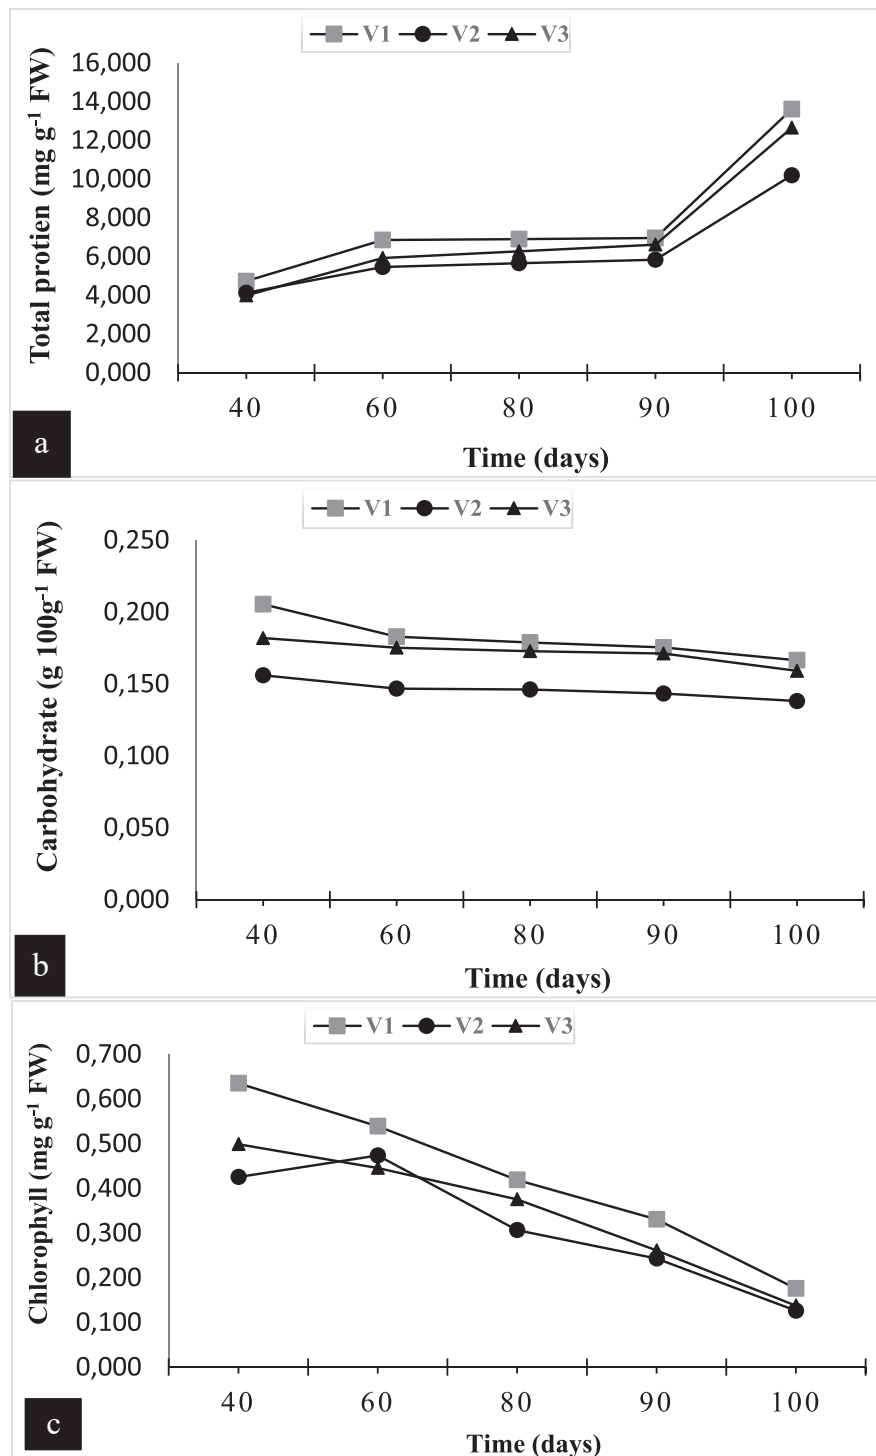 V1 V2 V3
Total protien (mg g-1 FW)
16,000
14,000
12,000
10,000
8,000
6,000
4,000
2,000
0,000
40 60 80 90 100
Time (days)
a
V1 V2 V3
Carbohydrate (g 100g-1 FW)
0,250
0,200
0,150
0,100
0,050
0,000
40 60 80 90 100
Time (days)
b
V1 V2 V3
Chlorophyll (mg g-1 FW)
0,700
0,600
0,500
0,400
0,300
0,200
0,100
0,000
40 60 80 90 100
Time (days)
c